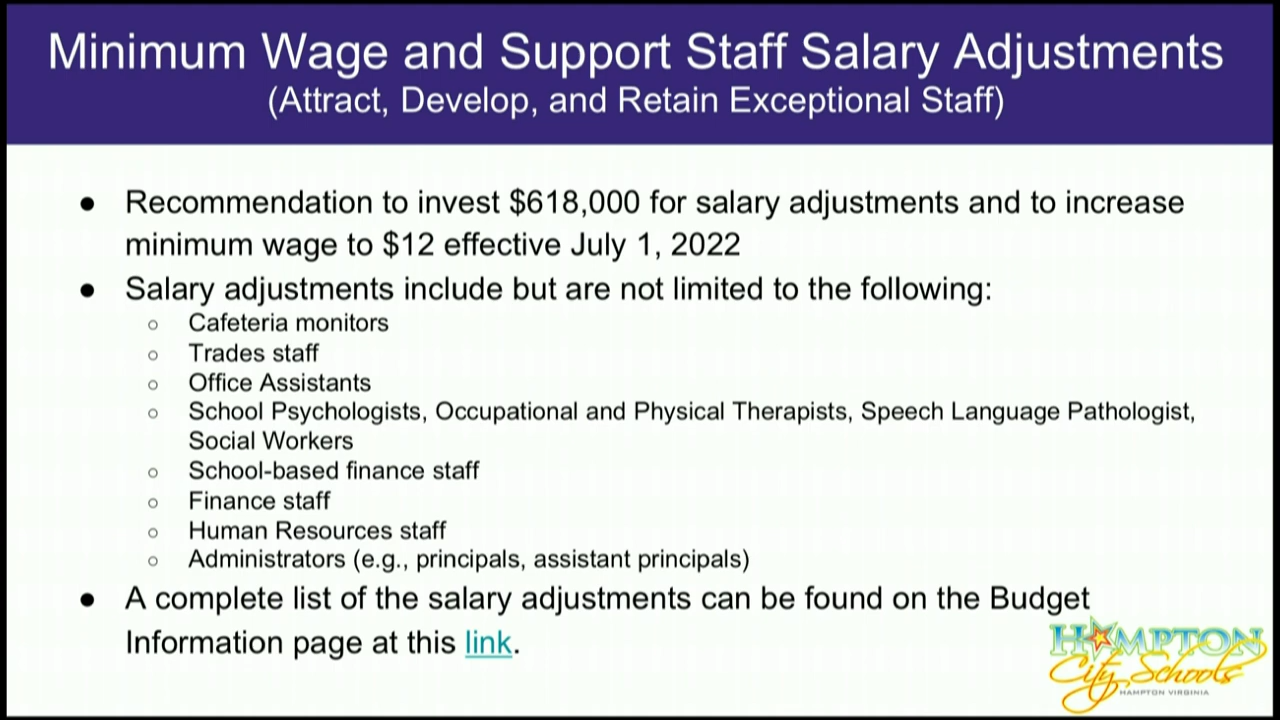 Minimum Wage and Support Staff Salary Adjustments
(Attract, Develop, and Retain Exceptional Staff)
● Recommendation to invest $618,000 for salary adjustments and to increase
minimum wage to $12 effective July 1, 2022
● Salary adjustments include but are not limited to the following:
○ Cafeteria monitors
○ Trades staff
○ Office Assistants
○ School Psychologists, Occupational and Physical Therapists, Speech Language Pathologist,
Social Workers
○ School-based finance staff
○ Finance staff
○ Human Resources staff
○ Administrators (e.g., principals, assistant principals)
● A complete list of the salary adjustments can be found on the Budget
Information page at this link.
HAMPTON
City Schools
HAMPTON VIRGINIA